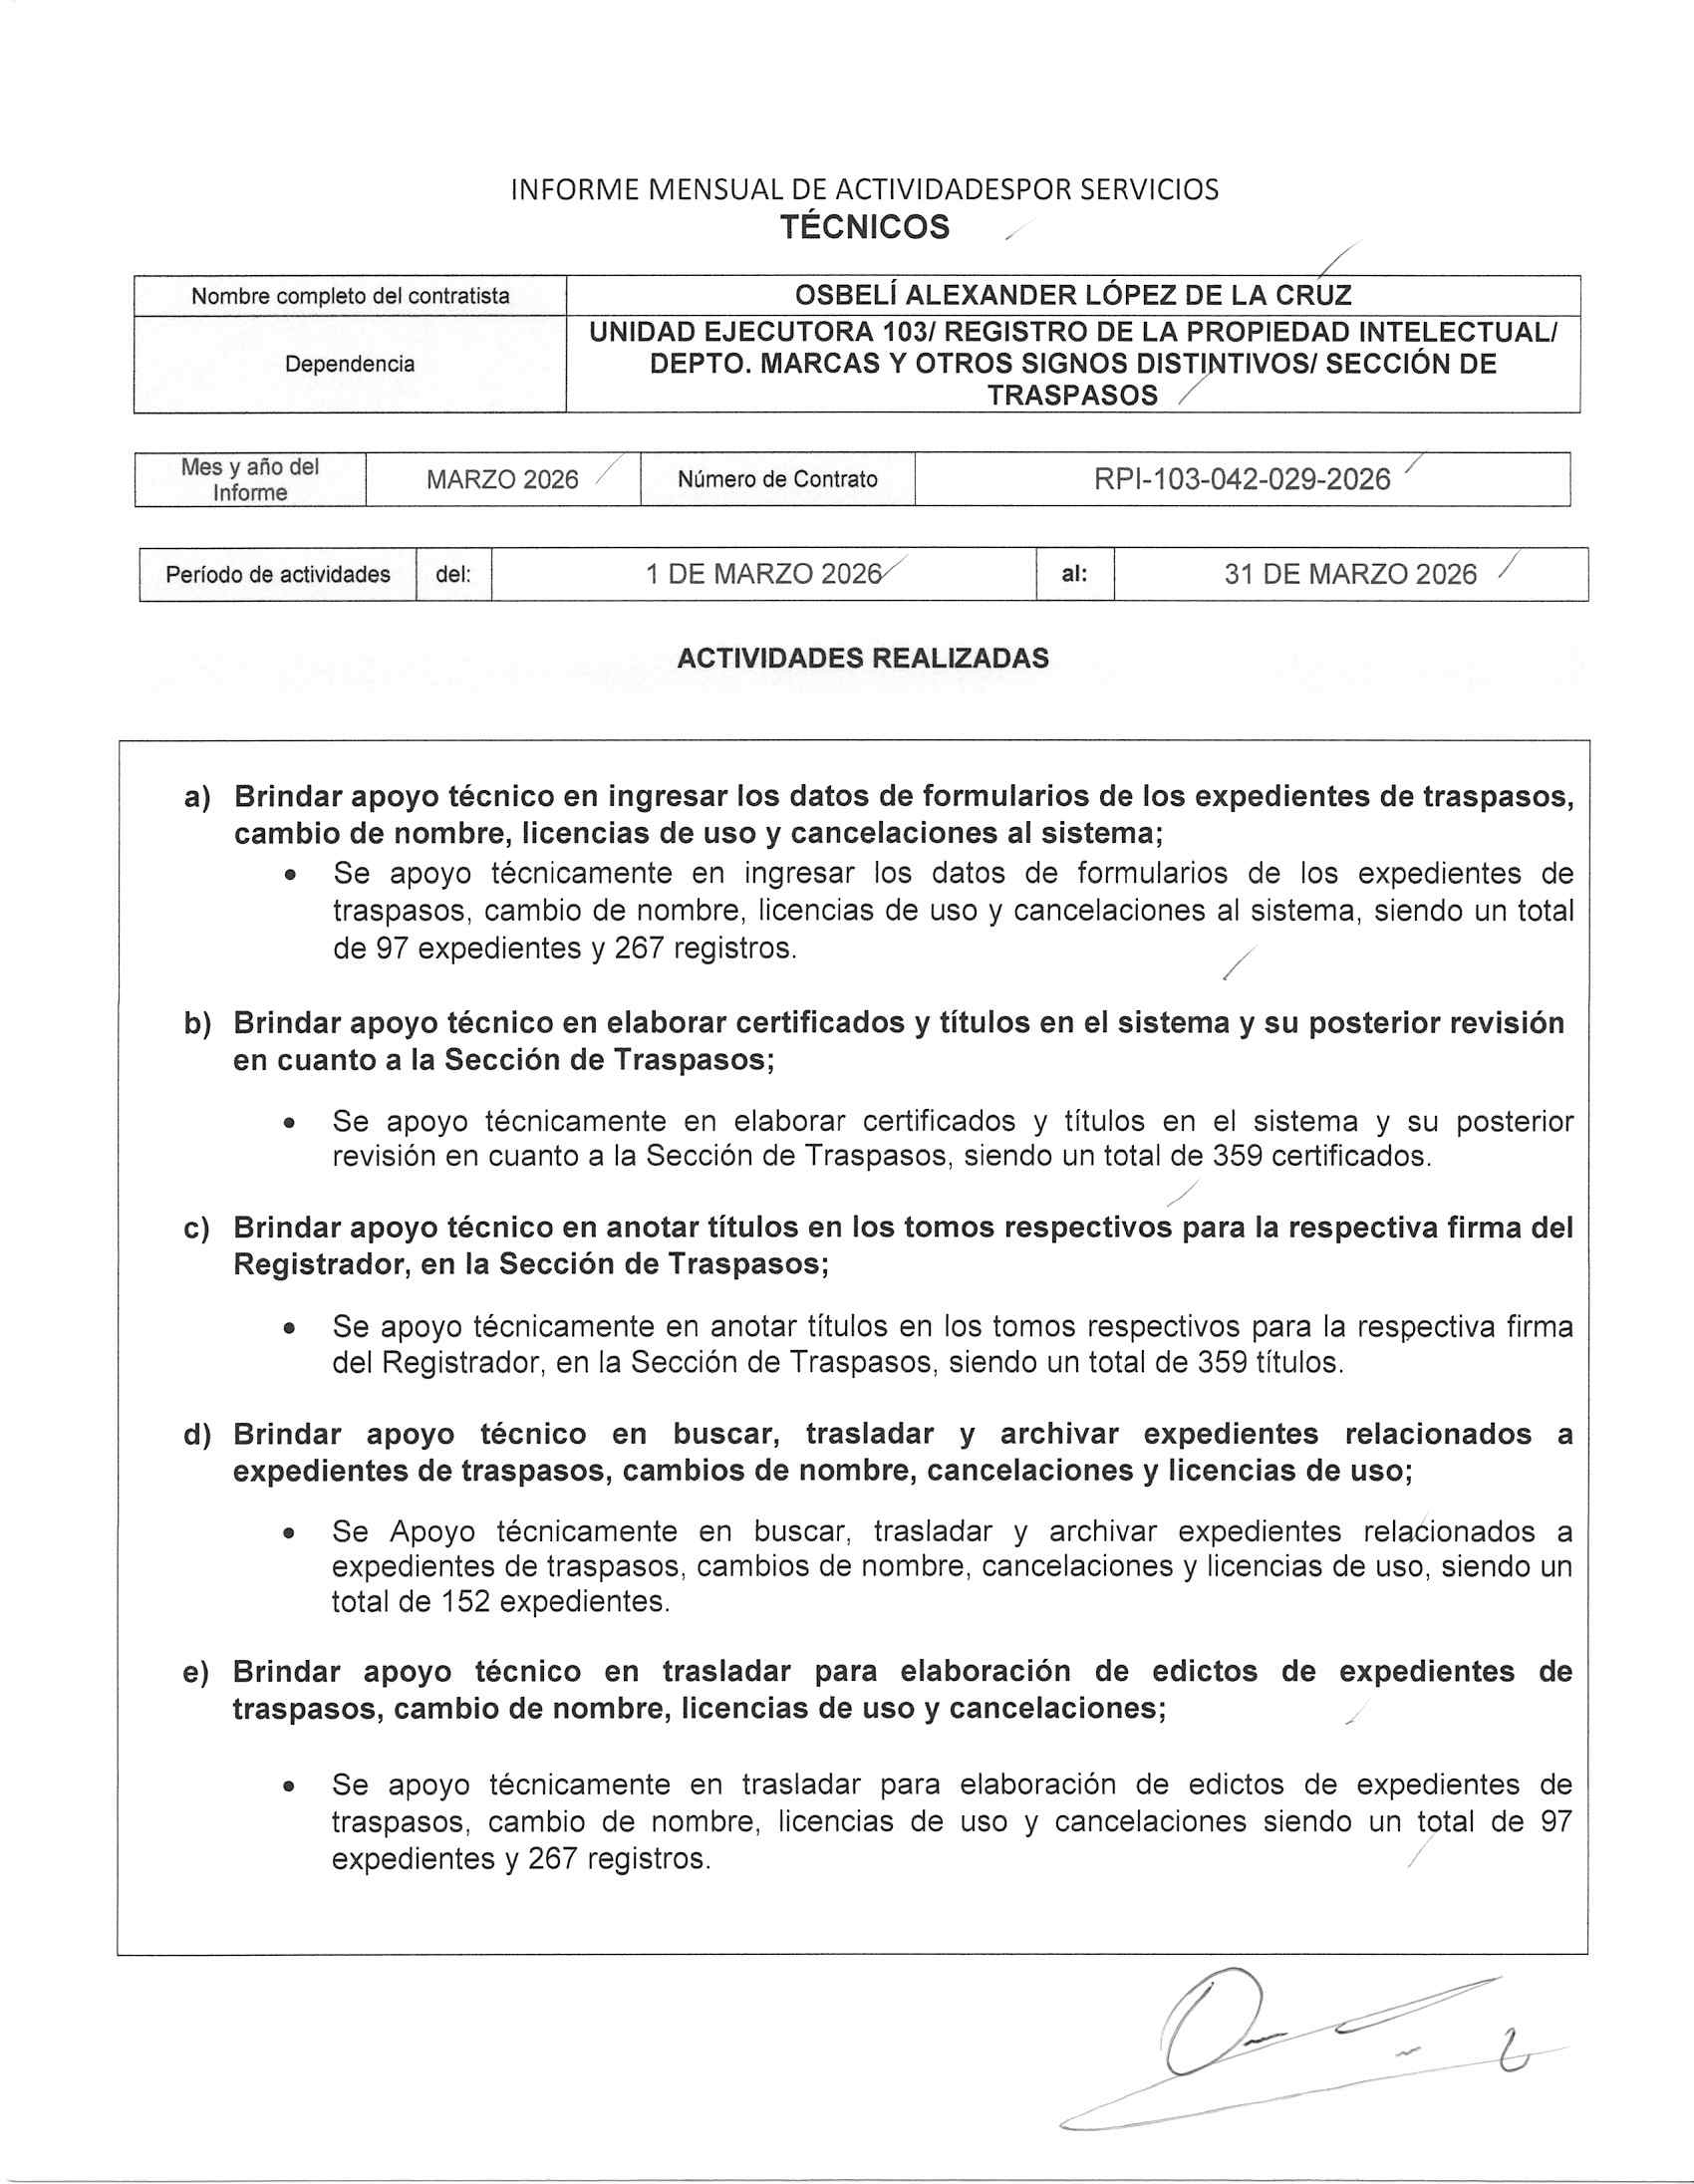 INFORME MENSUAL DE ACTIVIDADESPOR SERVICIOS
TÉCNICOS
Nombre completo del contratista
OSBELÍ ALEXANDER LÓPEZ DE LA CRUZ
Dependencia
UNIDAD EJECUTORA 103/ REGISTRO DE LA PROPIEDAD INTELECTUAL/
DEPTO. MARCAS Y OTROS SIGNOS DISTINTIVOS/ SECCIÓN DE
TRASPASOS
Mes y año del
Informe
MARZO 2026
Número de Contrato
RPI-103-042-029-2026
Período de actividades
del:
1 DE MARZO 2026
al:
31 DE MARZO 2026
ACTIVIDADES REALIZADAS
a) Brindar apoyo técnico en ingresar los datos de formularios de los expedientes de traspasos,
cambio de nombre, licencias de uso y cancelaciones al sistema;
• Se apoyo técnicamente en ingresar los datos de formularios de los expedientes de
traspasos, cambio de nombre, licencias de uso y cancelaciones al sistema, siendo un total
de 97 expedientes y 267 registros.
b) Brindar apoyo técnico en elaborar certificados y títulos en el sistema y su posterior revisión
en cuanto a la Sección de Traspasos;
• Se apoyo técnicamente en elaborar certificados y títulos en el sistema y su posterior
revisión en cuanto a la Sección de Traspasos, siendo un total de 359 certificados.
c) Brindar apoyo técnico en anotar títulos en los tomos respectivos para la respectiva firma del
Registrador, en la Sección de Traspasos;
• Se apoyo técnicamente en anotar títulos en los tomos respectivos para la respectiva firma
del Registrador, en la Sección de Traspasos, siendo un total de 359 títulos.
d) Brindar apoyo técnico en buscar, trasladar y archivar expedientes relacionados a
expedientes de traspasos, cambios de nombre, cancelaciones y licencias de uso;
• Se Apoyo técnicamente en buscar, trasladar y archivar expedientes relacionados a
expedientes de traspasos, cambios de nombre, cancelaciones y licencias de uso, siendo un
total de 152 expedientes.
e) Brindar apoyo técnico en trasladar para elaboración de edictos de expedientes de
traspasos, cambio de nombre, licencias de uso y cancelaciones;
• Se apoyo técnicamente en trasladar para elaboración de edictos de expedientes de
traspasos, cambio de nombre, licencias de uso y cancelaciones siendo un total de 97
expedientes y 267 registros.